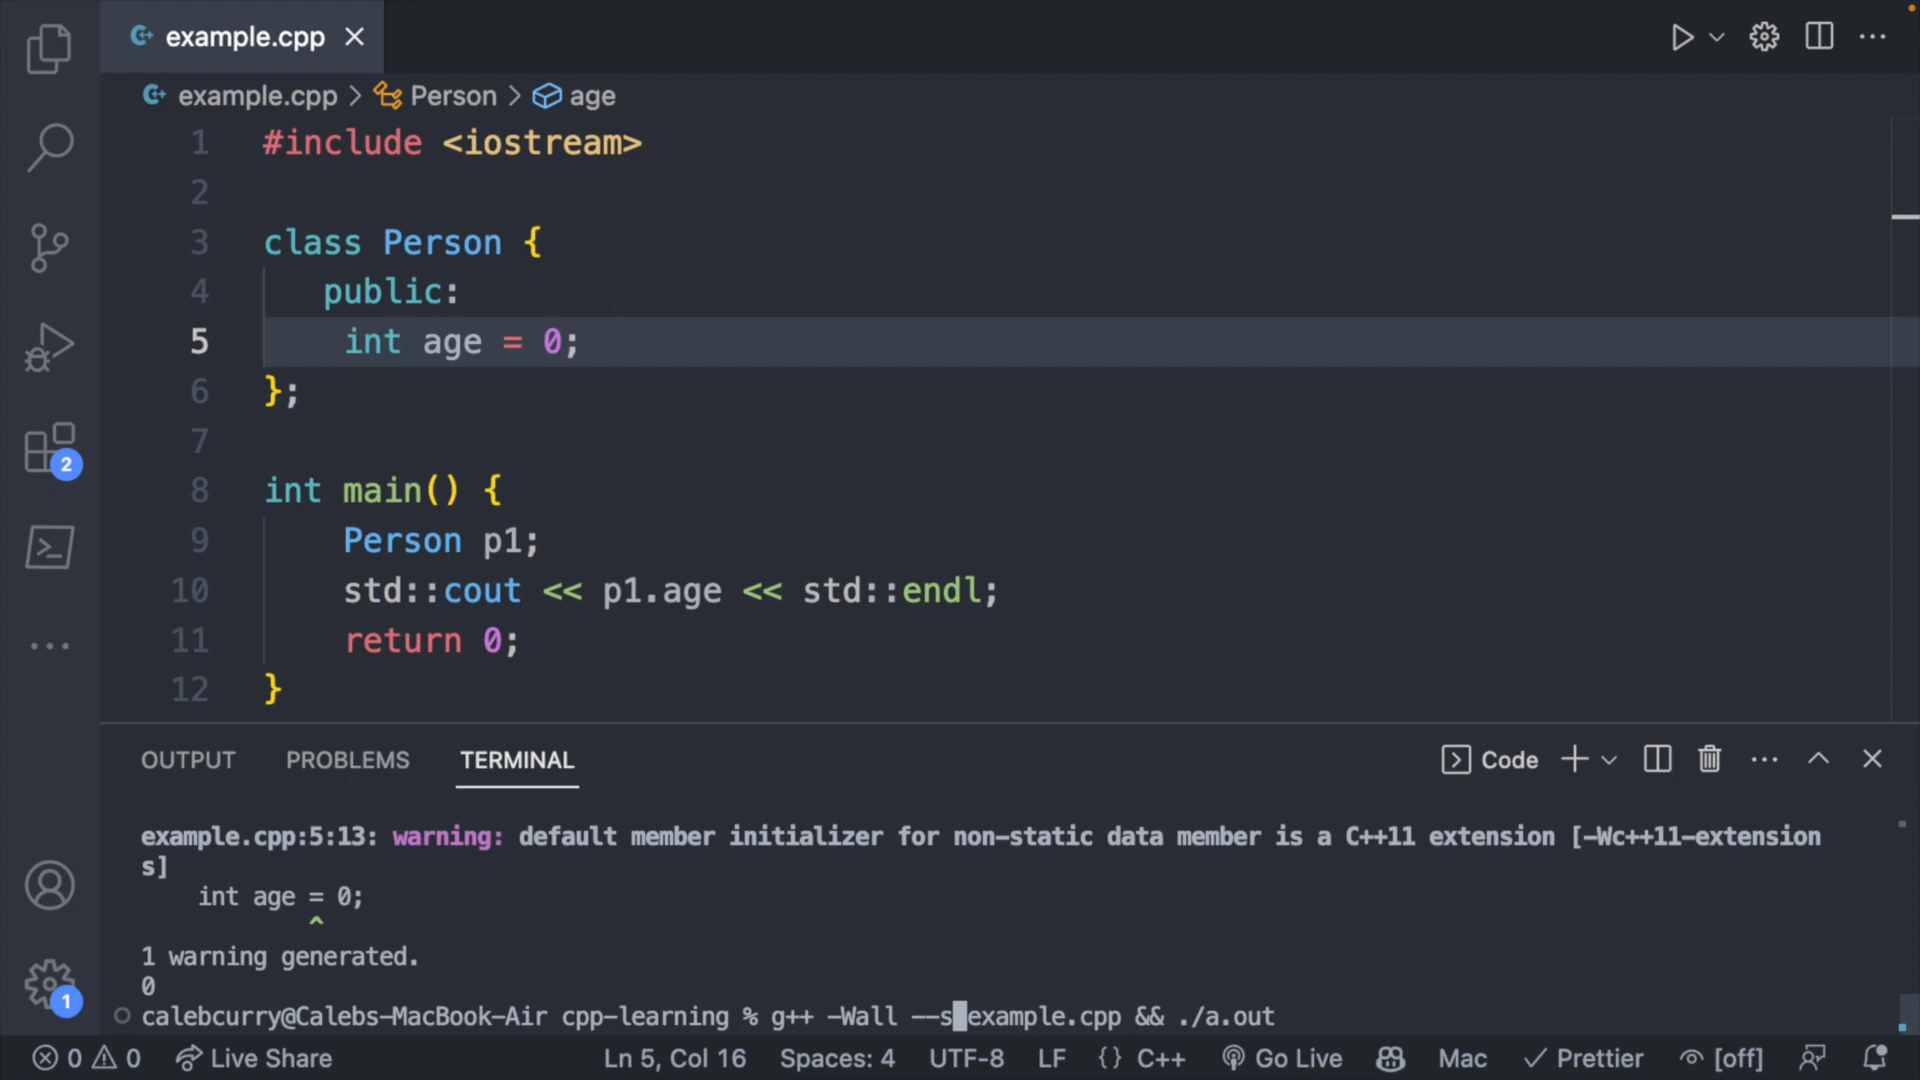 example.cpp
example.cpp > Person > age
1 #include <iostream>
2
3 class Person {
4 public:
5 int age = 0;
6 };
7
8 int main() {
9 Person p1;
10 std::cout << p1.age << std::endl;
11 return 0;
12 }
2
1
OUTPUT PROBLEMS TERMINAL Code
example.cpp:5:13: warning: default member initializer for non-static data member is a C++11 extension [-Wc++11-extension
s]
int age = 0;
^
1 warning generated.
0
calebcurry@Calebs-MacBook-Air cpp-learning % g++ -Wall --sexample.cpp && ./a.out
0 0 Live Share Ln 5, Col 16 Spaces: 4 UTF-8 LF {} C++ Go Live Mac Prettier [off]